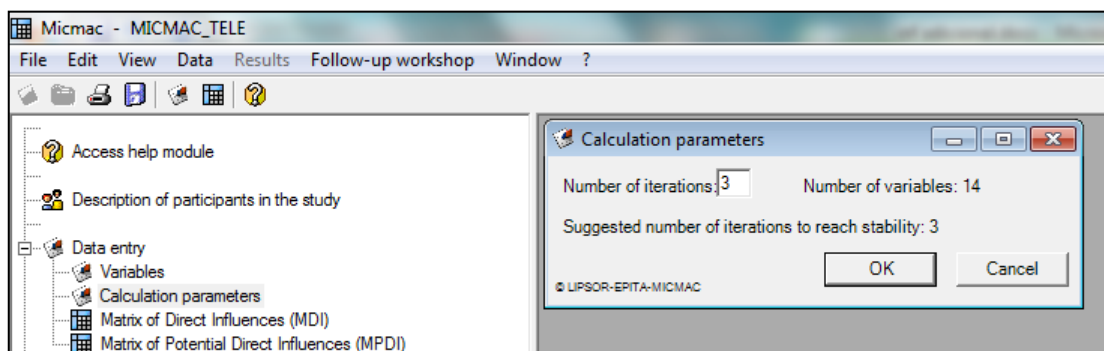 Micmac - MICMAC_TELE
File Edit View Data Results Follow-up workshop Window ?
Access help module
Description of participants in the study
Data entry
Variables
Calculation parameters
Matrix of Direct Influences (MDI)
Matrix of Potential Direct Influences (MPDI)
Calculation parameters
Number of iterations: 3 Number of variables: 14
Suggested number of iterations to reach stability: 3
OK Cancel
© LIPSOR-EPITA-MICMAC